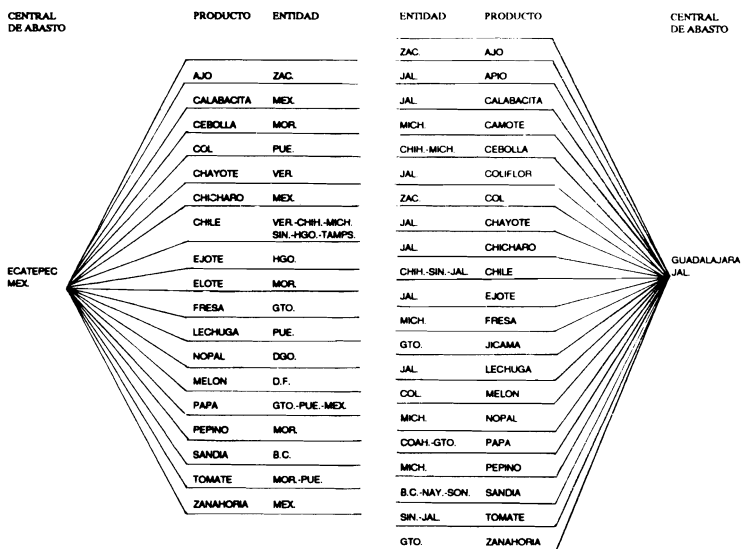 CENTRAL
DE ABASTO
PRODUCTO ENTIDAD
AJO ZAC.
CALABACITA MEX.
CEBOLLA MOR.
COL PUE.
CHAYOTE VER.
CHICHARO MEX.
CHILE VER.-CHIH.-MICH.
SIN.-HGO.-TAMPS.
EJOTE HGO.
ELOTE MOR.
FRESA GTO.
LECHUGA PUE.
NOPAL DGO.
MELON D.F.
PAPA GTO.-PUE.-MEX.
PEPINO MOR.
SANDIA B.C.
TOMATE MOR.-PUE.
ZANAHORIA MEX.
ECATEPEC
MEX.
ENTIDAD PRODUCTO
CENTRAL
DE ABASTO
ZAC. AJO
JAL. APIO
JAL. CALABACITA
MICH. CAMOTE
CHIH.-MICH. CEBOLLA
JAL. COLIFLOR
ZAC. COL
JAL. CHAYOTE
JAL. CHICHARO
CHIH.-SIN.-JAL. CHILE
JAL. EJOTE
MICH. FRESA
GTO. JICAMA
JAL. LECHUGA
COL. MELON
MICH. NOPAL
COAH.-GTO. PAPA
MICH. PEPINO
B.C.-NAY.-SON. SANDIA
SIN.-JAL. TOMATE
GTO. ZANAHORIA
GUADALAJARA
JAL.